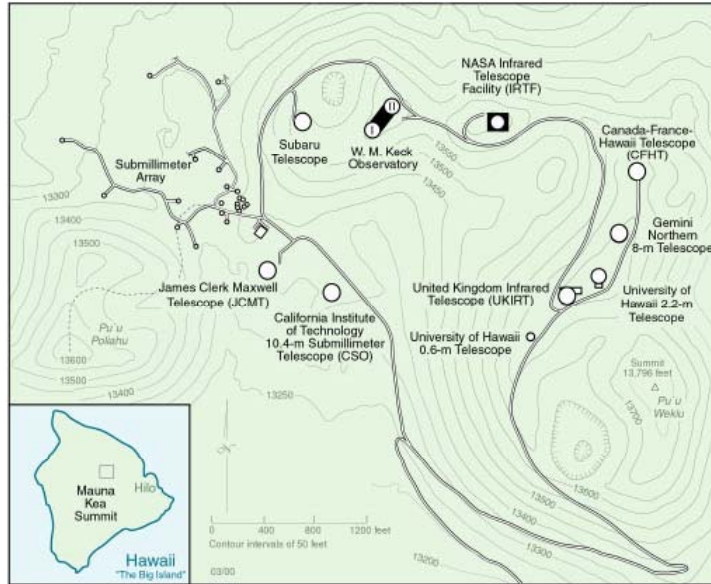 NASA Infrared
Telescope
Facility (IRTF)
Canada-France-
Hawaii Telescope
(CFHT)
II
I
Subaru
Telescope
W. M. Keck
Observatory
13550
13500
13450
Submillimeter
Array
13300
13400
13500
Gemini
Northern
8-m Telescope
James Clerk Maxwell
Telescope (JCMT)
United Kingdom Infrared
Telescope (UKIRT)
University of
Hawaii 2.2-m
Telescope
California Institute
of Technology
10.4-m Submillimeter
Telescope (CSO)
University of Hawaii
0.6-m Telescope
Pu'u
Poliahu
13600
13500
13400
13250
Summit
13,796 feet
Pu'u
Wekiu
13700
13600
13500
13400
13300
13200
N
0 400 800 1200 feet
Contour intervals of 50 feet
03/00
Mauna
Kea
Summit
Hilo
Hawaii
"The Big Island"